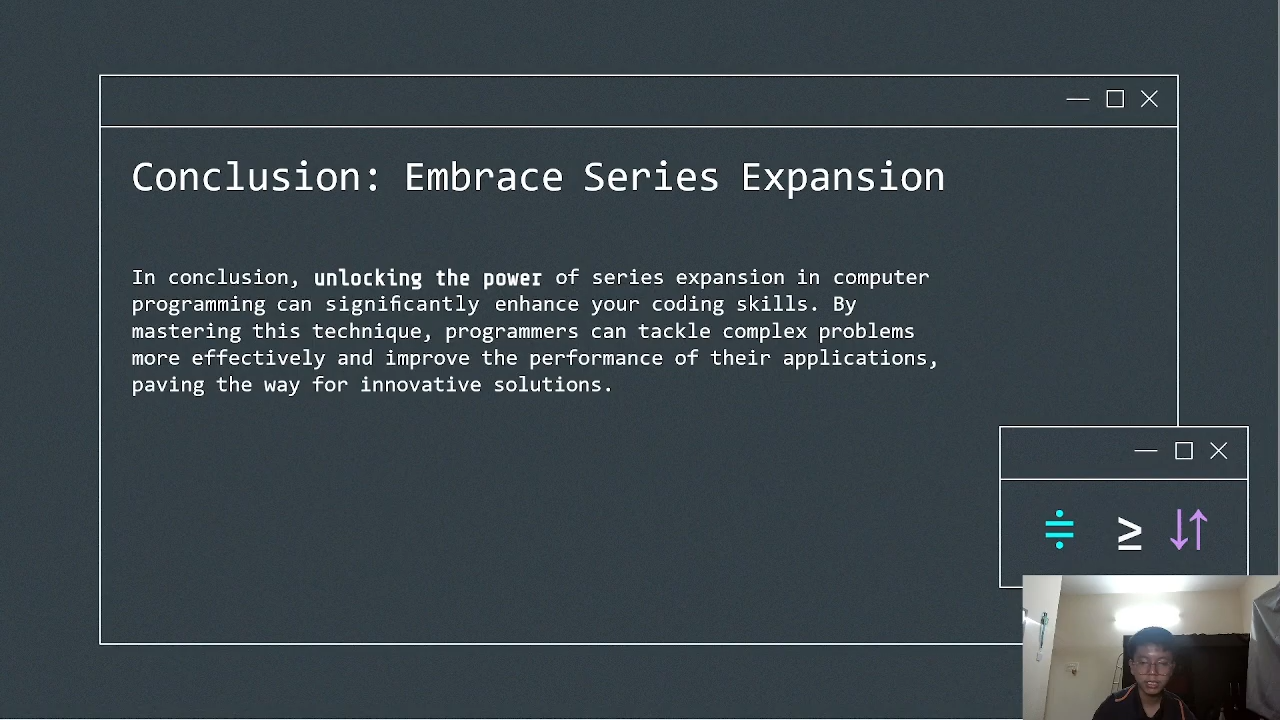 Conclusion: Embrace Series Expansion
In conclusion, unlocking the power of series expansion in computer
programming can significantly enhance your coding skills. By
mastering this technique, programmers can tackle complex problems
more effectively and improve the performance of their applications,
paving the way for innovative solutions.